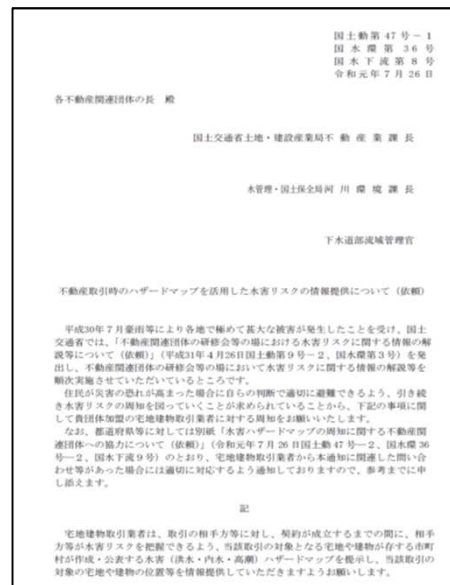 国土動第47号－1
国水環第36号
国水下流第8号
令和元年7月26日
各不動産関連団体の長　殿
国土交通省土地・建設産業局不動産業課長
水管理・国土保全局河川環境課長
下水道部流域管理官
不動産取引時のハザードマップを活用した水害リスクの情報提供について（依頼）
平成30年7月豪雨等により各地で極めて甚大な被害が発生したことを受け、国土
交通省では、「不動産関連団体の研修会等の場における水害リスクに関する情報の解
説等について（依頼）」（平成31年4月26日国土動第9号－2、国水環第3号）を発
出し、不動産関連団体の研修会等の場において水害リスクに関する情報の解説等を
順次実施させていただいているところです。
住民が災害の恐れが高まった場合に自らの判断で適切に避難できるよう、引き続
き水害リスクの周知を図っていくことが求められていることから、下記の事項に関
して貴団体加盟の宅地建物取引業者に対する周知をお願いいたします。
なお、都道府県等に対しては別紙「水害ハザードマップの周知に関する不動産関
連団体への協力について（依頼）」（令和元年7月26日国土動47号―2、国水環36
号―2、国水下流9号）のとおり、宅地建物取引業者から本通知に関連した問い合
わせ等があった場合には適切に対応するよう通知しておりますので、参考までに申
し添えます。
記
宅地建物取引業者は、取引の相手方等に対し、契約が成立するまでの間に、相手
方等が水害リスクを把握できるよう、当該取引の対象となる宅地や建物が存する市町
村が作成・公表する水害（洪水・内水・高潮）ハザードマップを提示し、当該取引の
対象の宅地や建物の位置等を情報提供していただきますようお願いします。